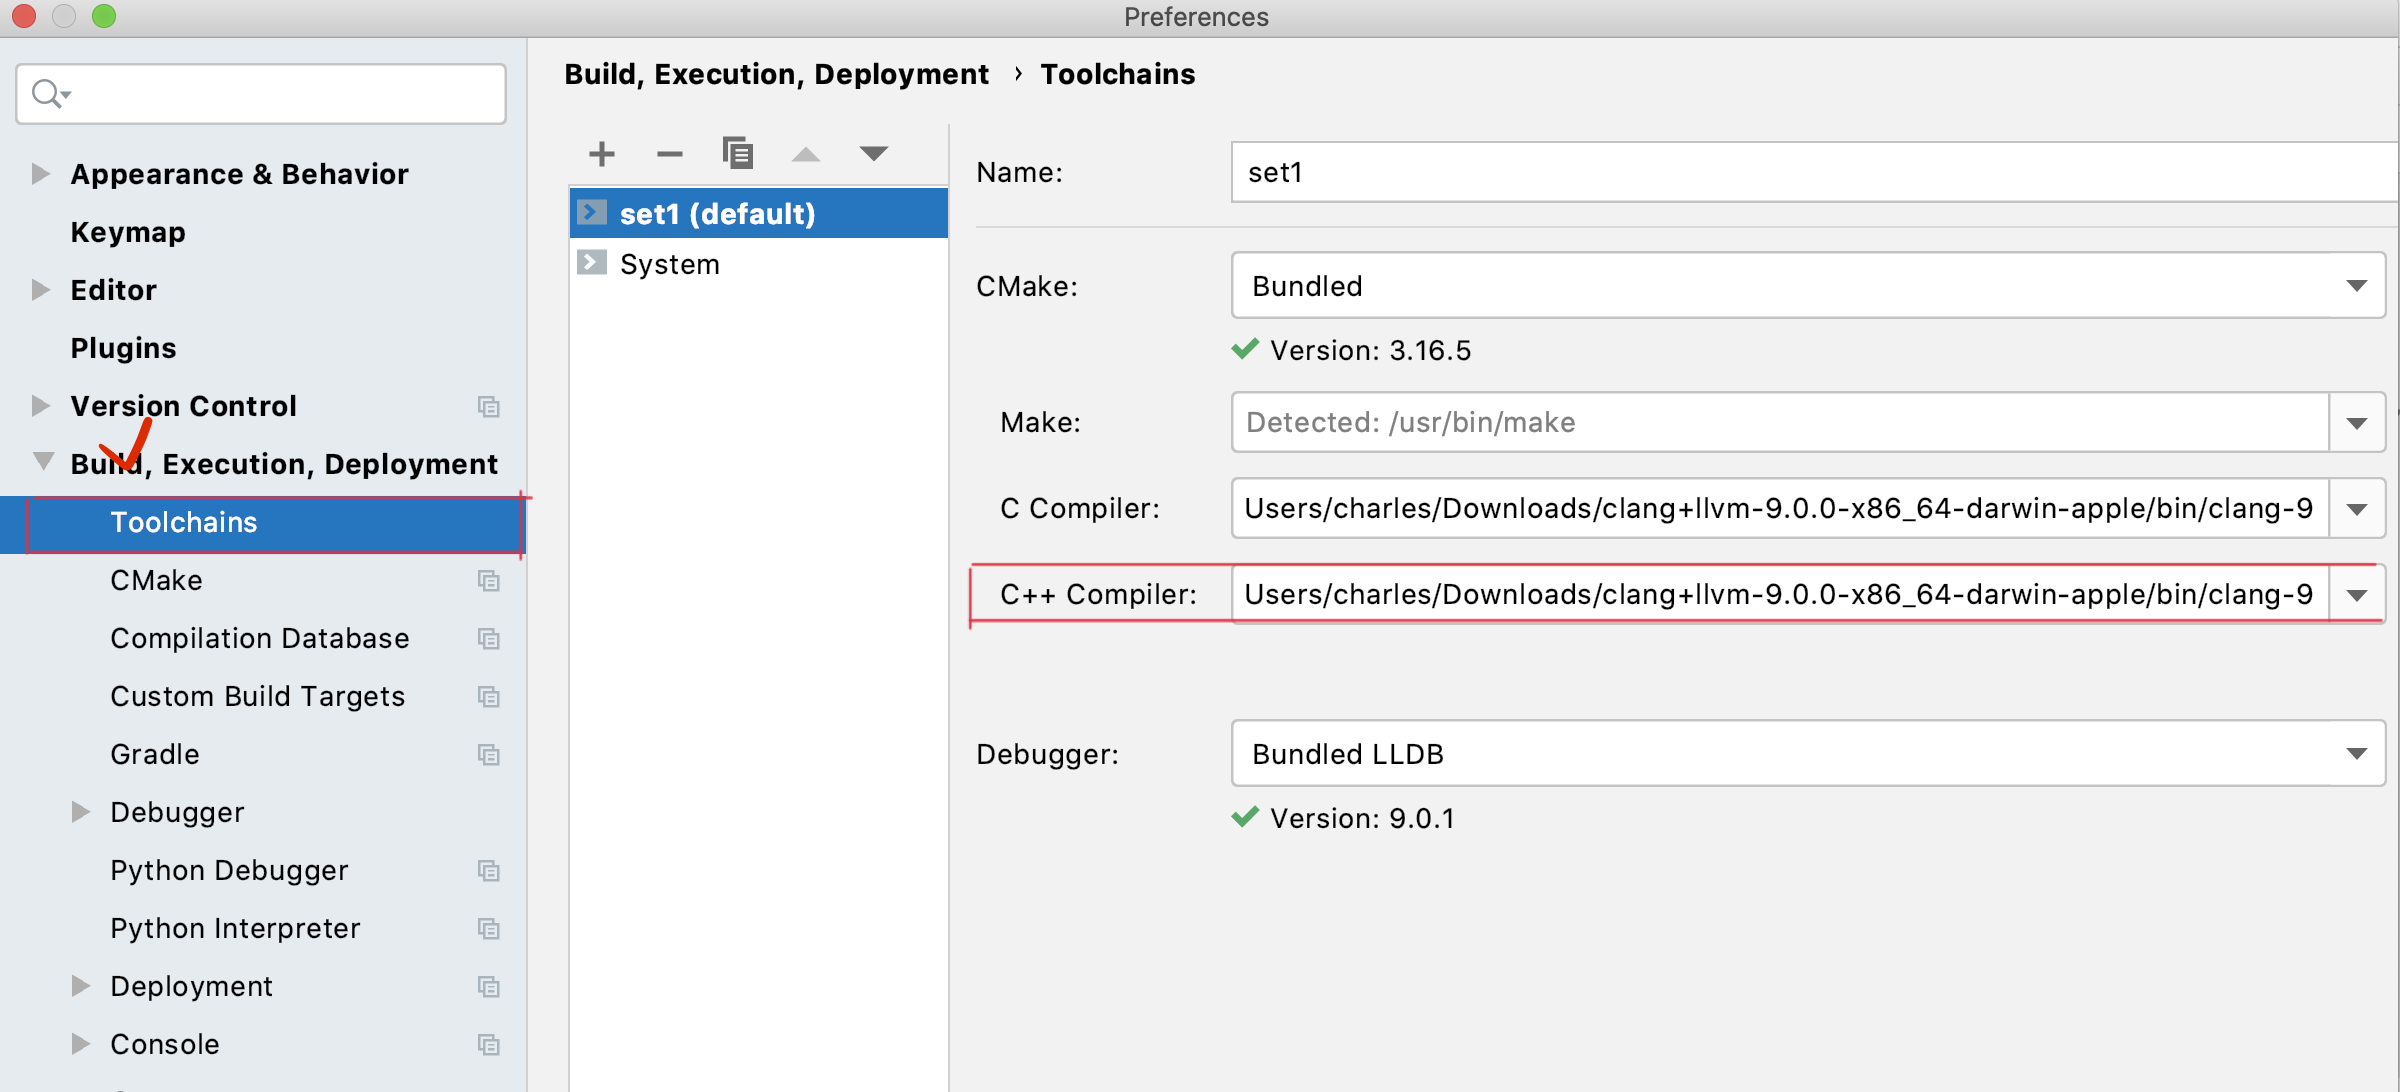 Preferences
Appearance & Behavior
Keymap
Editor
Plugins
Version Control
Build, Execution, Deployment
Toolchains
CMake
Compilation Database
Custom Build Targets
Gradle
Debugger
Python Debugger
Python Interpreter
Deployment
Console
Build, Execution, Deployment › Toolchains
set1 (default)
System
Name: set1
CMake: Bundled
Version: 3.16.5
Make: Detected: /usr/bin/make
C Compiler: Users/charles/Downloads/clang+llvm-9.0.0-x86_64-darwin-apple/bin/clang-9
C++ Compiler: Users/charles/Downloads/clang+llvm-9.0.0-x86_64-darwin-apple/bin/clang-9
Debugger: Bundled LLDB
Version: 9.0.1